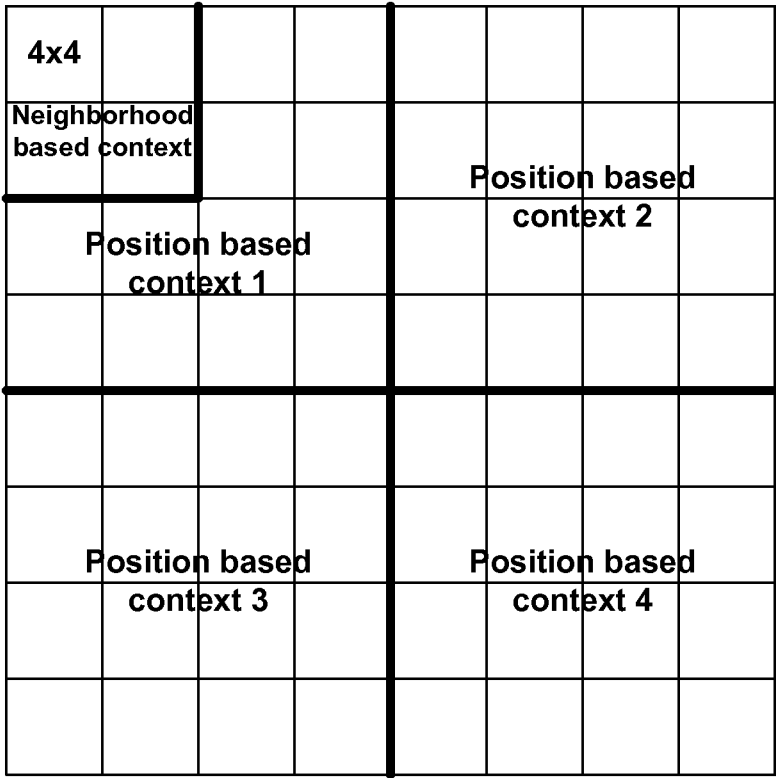 4x4
Neighborhood
based context
Position based
context 2
Position based
context 1
Position based
context 3
Position based
context 4